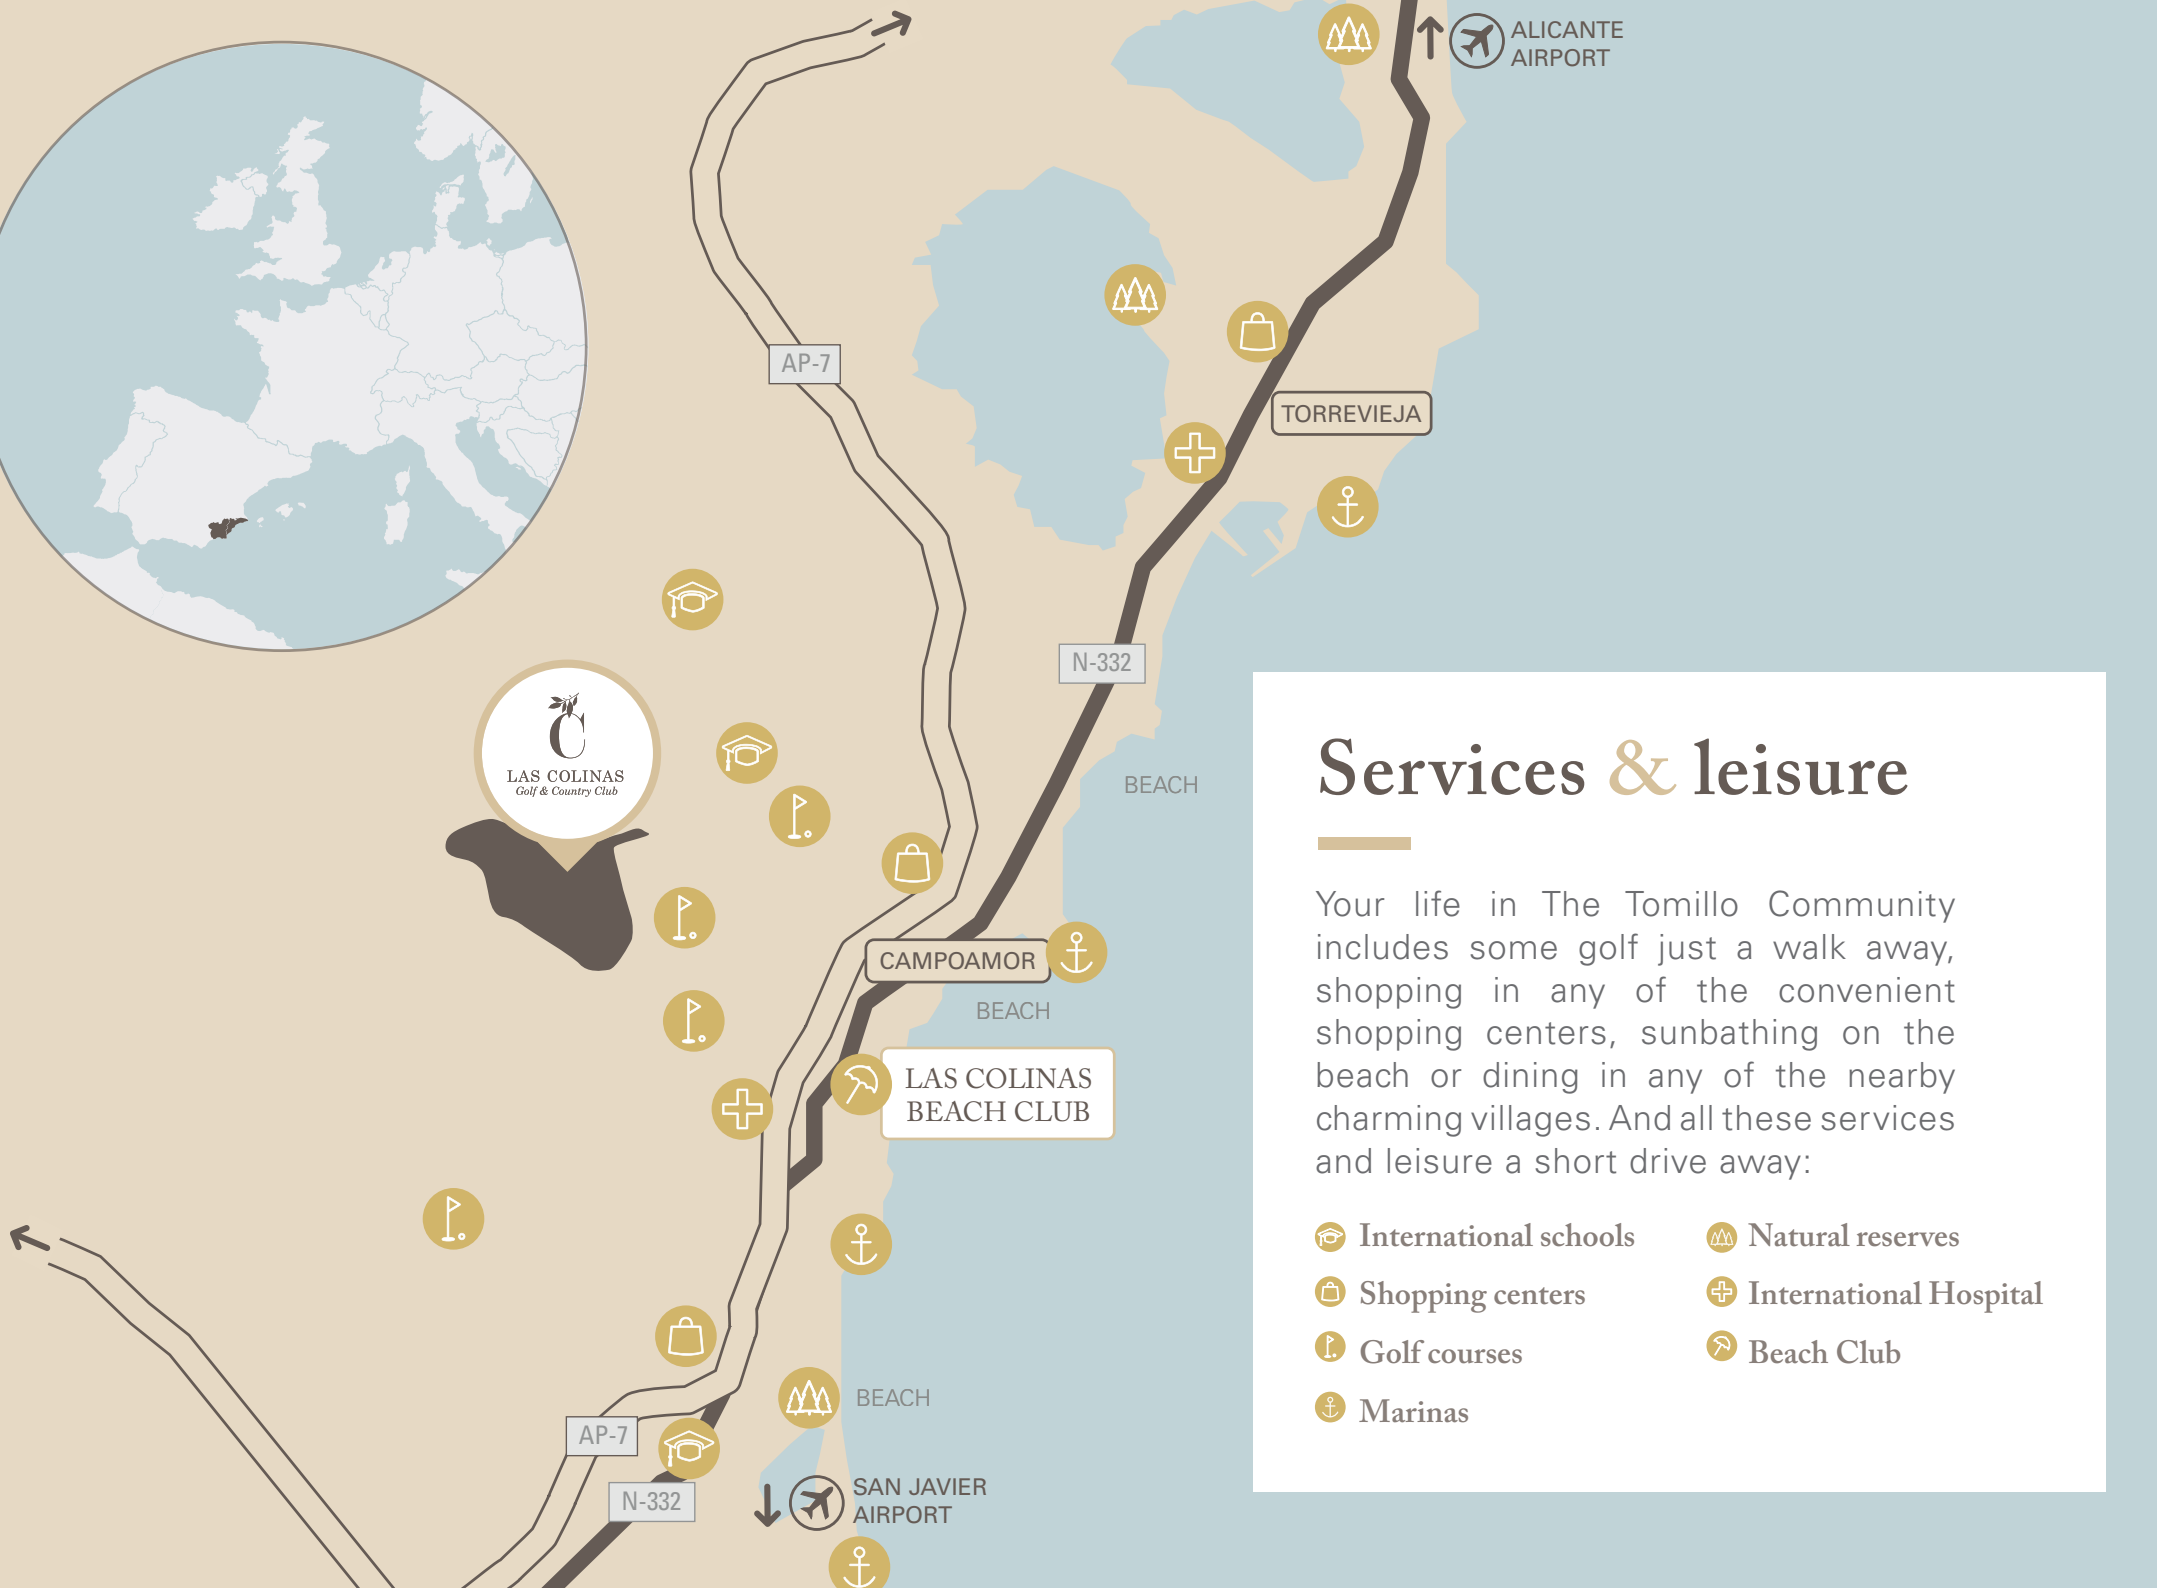 ALICANTE
AIRPORT
AP-7
TORREVIEJA
N-332
LAS COLINAS
Golf & Country Club
BEACH
CAMPOAMOR
BEACH
LAS COLINAS
BEACH CLUB
BEACH
AP-7
N-332
SAN JAVIER
AIRPORT
Services & leisure
Your life in The Tomillo Community
includes some golf just a walk away,
shopping in any of the convenient
shopping centers, sunbathing on the
beach or dining in any of the nearby
charming villages. And all these services
and leisure a short drive away:
International schools
Shopping centers
Golf courses
Marinas
Natural reserves
International Hospital
Beach Club